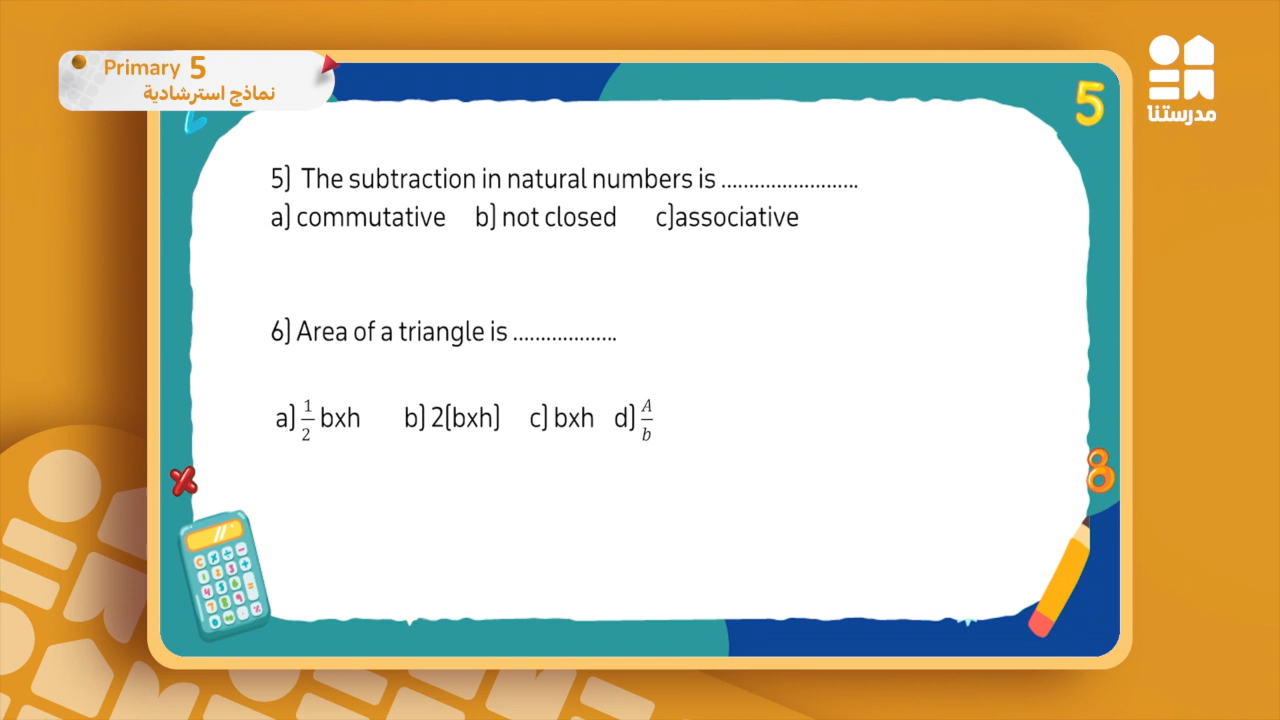 Primary 5
نماذج استرشادية
مدرستنا
5
5) The subtraction in natural numbers is .........................
a) commutative b) not closed c)associative
6) Area of a triangle is ...................
a) 1/2 bxh b) 2(bxh) c) bxh d) A/b
8